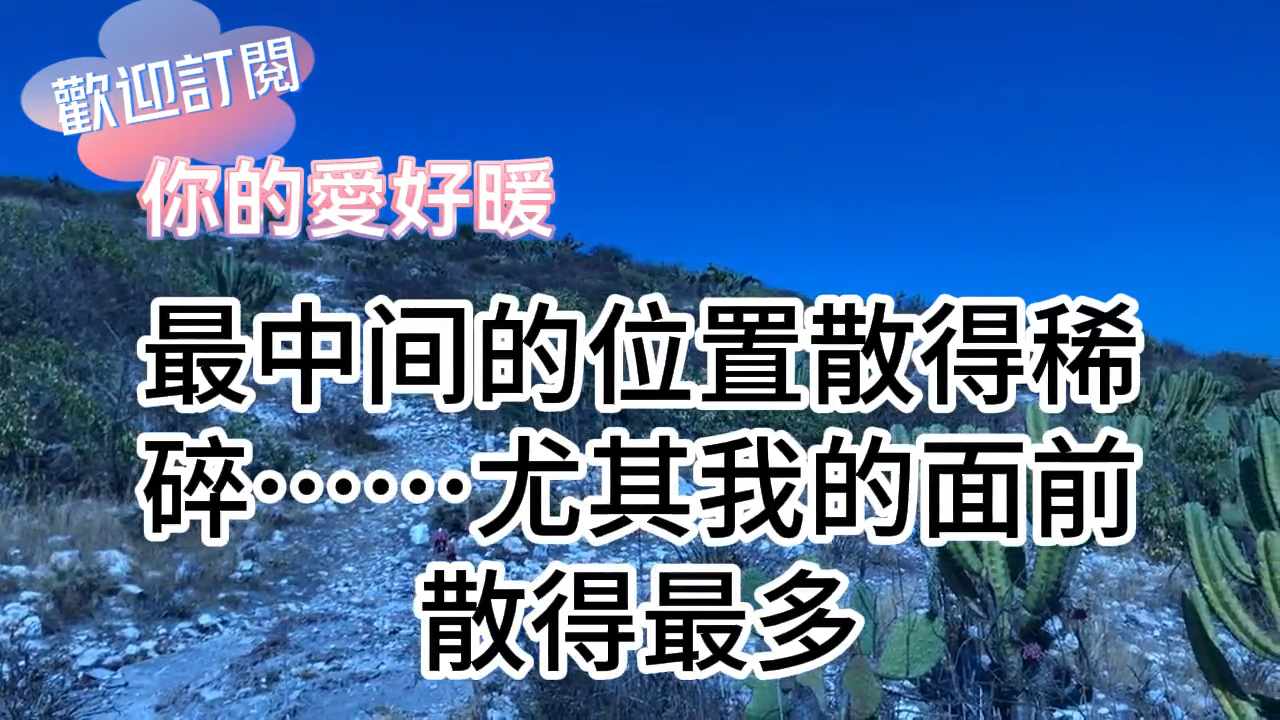 歡迎訂閱
你的愛好暖
最中间的位置散得稀
碎……尤其我的面前
散得最多